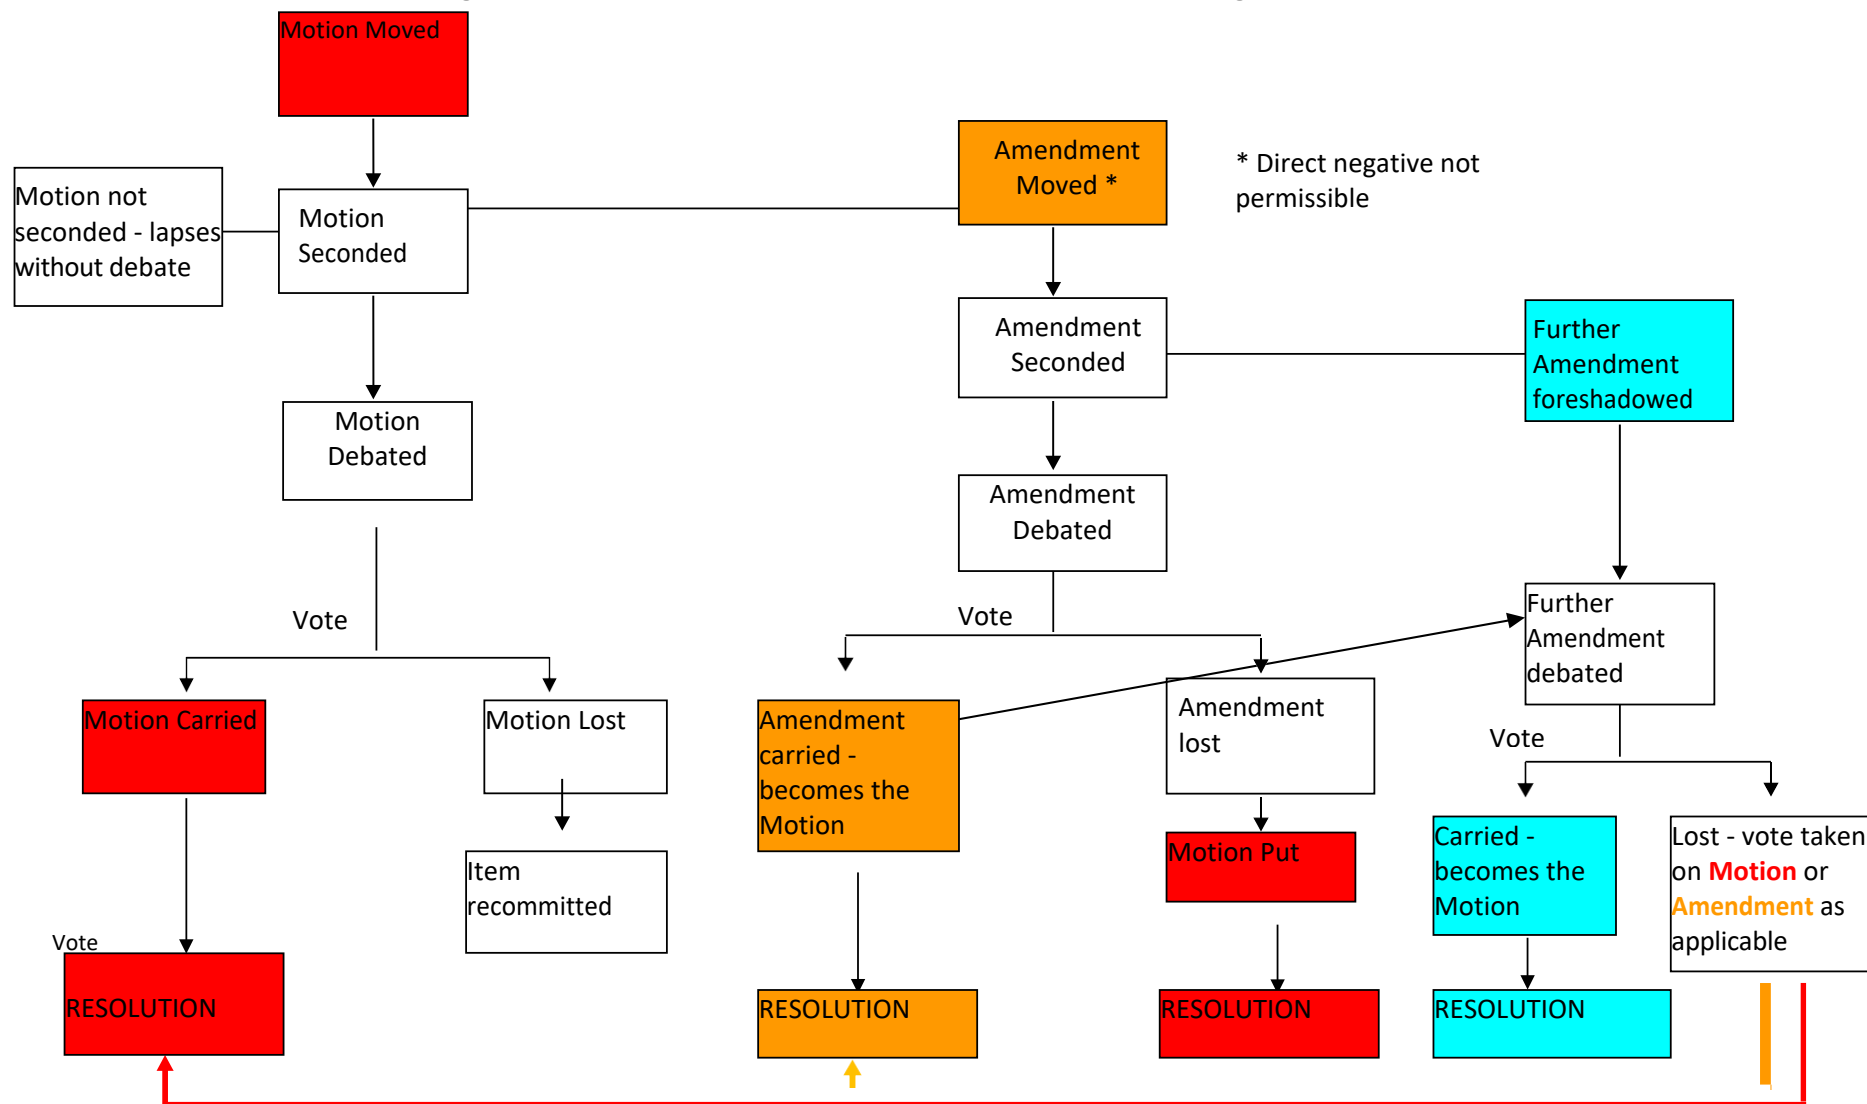 Motion Moved
Amendment
Moved *
* Direct negative not
permissible
Motion not
seconded - lapses
without debate
Motion
Seconded
Amendment
Seconded
Further
Amendment
foreshadowed
Motion
Debated
Amendment
Debated
Vote
Vote
Further
Amendment
debated
Motion Carried
Motion Lost
Amendment
carried -
becomes the
Motion
Amendment
lost
Vote
Item
recommitted
Motion Put
Carried -
becomes the
Motion
Lost - vote taken
on Motion or
Amendment as
applicable
Vote
RESOLUTION
RESOLUTION
RESOLUTION
RESOLUTION